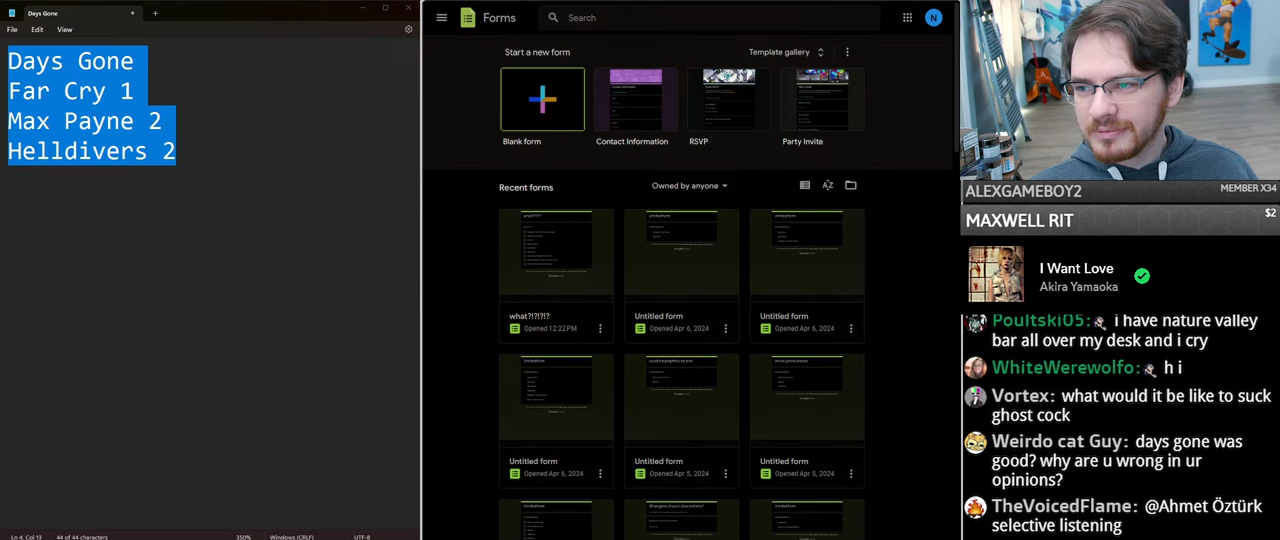 Days Gone
File Edit View
Days Gone
Far Cry 1
Max Payne 2
Helldivers 2
Ln 4, Col 13 44 of 44 characters 350% Windows (CRLF) UTF-8
Forms
Search
N
Start a new form
Template gallery
Blank form
Contact Information
RSVP
Party Invite
Recent forms
Owned by anyone
what?!?!?!?
Opened 12:22 PM
Untitled form
Opened Apr 6, 2024
Untitled form
Opened Apr 6, 2024
Untitled form
Opened Apr 6, 2024
Untitled form
Opened Apr 5, 2024
Untitled form
Opened Apr 5, 2024
ALEXGAMEBOY2
MEMBER X34
MAXWELL RIT
$2
I Want Love
Akira Yamaoka
Poultski05: i have nature valley
bar all over my desk and i cry
WhiteWerewolfo: h i
Vortex: what would it be like to suck
ghost cock
Weirdo cat Guy: days gone was
good? why are u wrong in ur
opinions?
TheVoicedFlame: @Ahmet Öztürk
selective listening